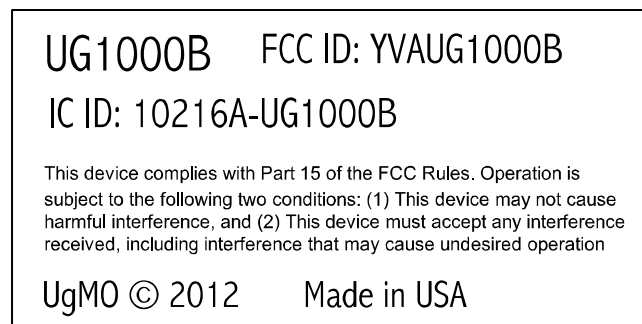 UG1000B FCC ID: YVAUG1000B
IC ID: 10216A-UG1000B
This device complies with Part 15 of the FCC Rules. Operation is
subject to the following two conditions: (1) This device may not cause
harmful interference, and (2) This device must accept any interference
received, including interference that may cause undesired operation
UgMO © 2012 Made in USA